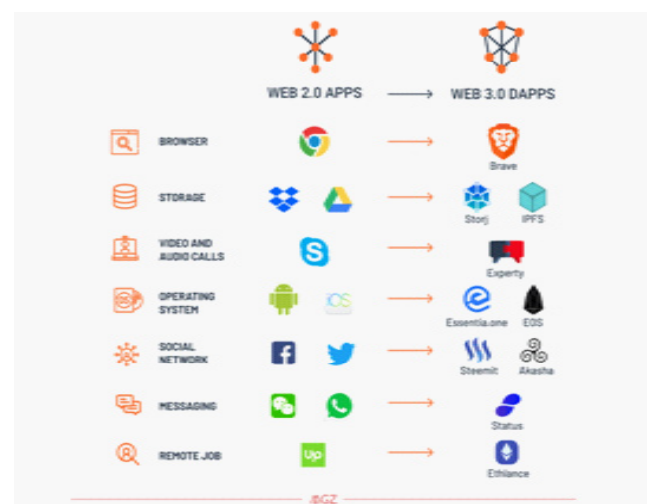 WEB 2.0 APPS
WEB 3.0 DAPPS
BROWSER
Brave
STORAGE
Storj
IPFS
VIDEO AND
AUDIO CALLS
Experty
OPERATING
SYSTEM
iOS
Essentia.one
EOS
SOCIAL
NETWORK
Steemit
Akasha
MESSAGING
Status
REMOTE JOB
Up
Ethlance